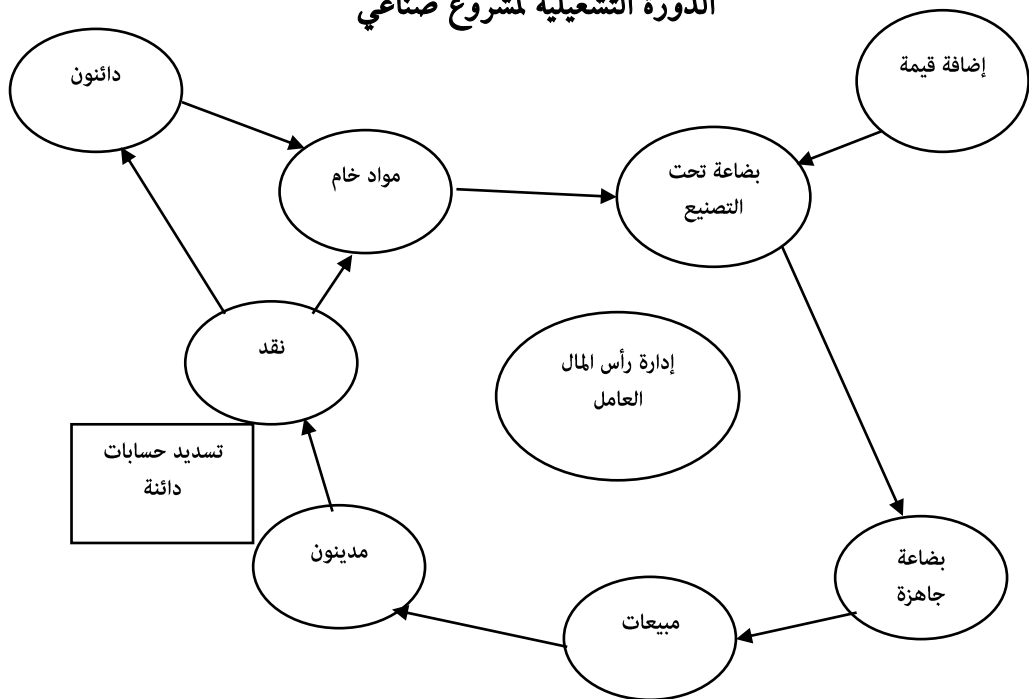 الدورة التشغيلية لمشروع صناعي
إضافة قيمة
دائنون
بضاعة تحت
التصنيع
مواد خام
نقد
إدارة رأس المال
العامل
تسديد حسابات
دائنة
مدينون
بضاعة
جاهزة
مبيعات